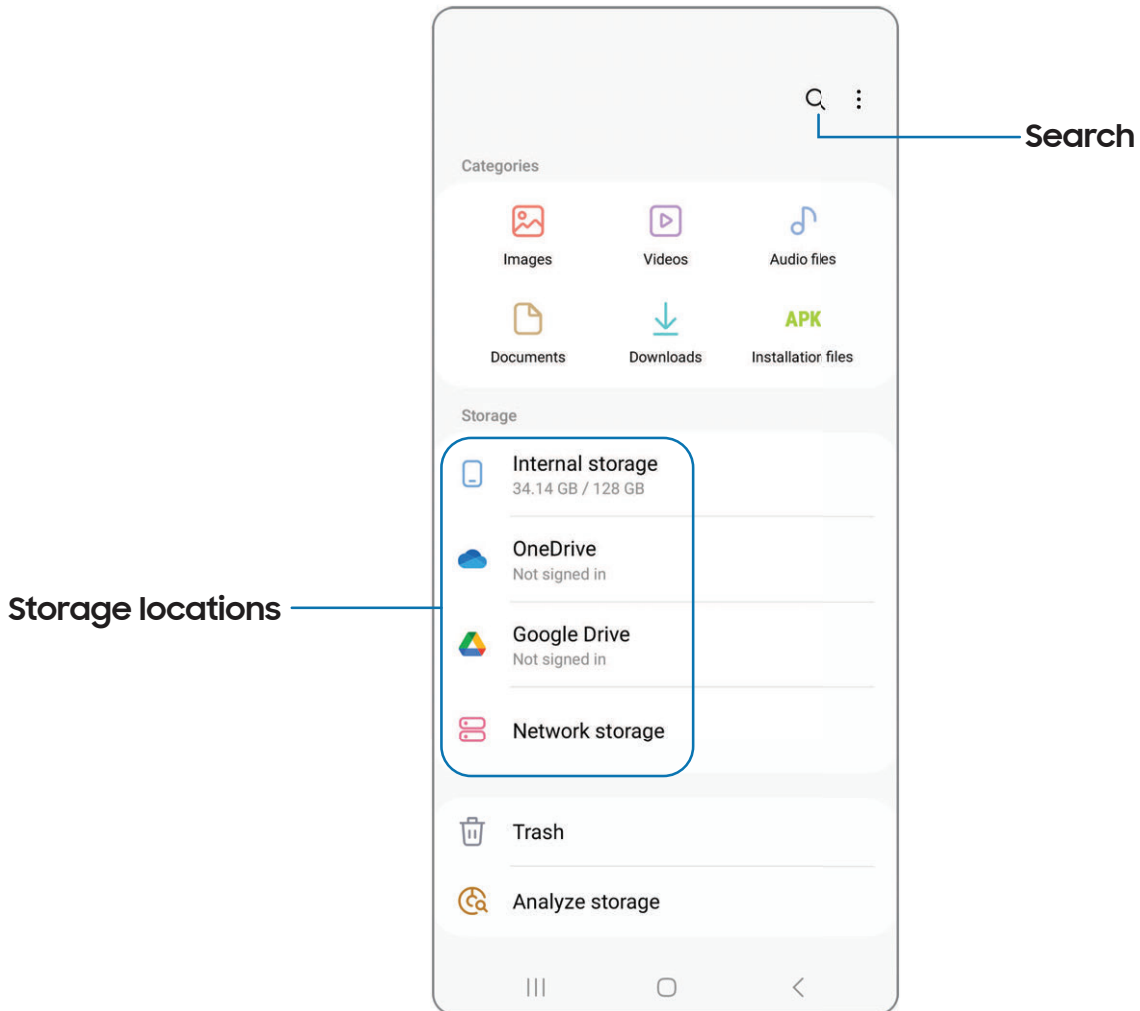 Search
Categories
Images Videos Audio files
Documents Downloads APK Installation files
Storage
Internal storage
34.14 GB / 128 GB
OneDrive
Not signed in
Storage locations
Google Drive
Not signed in
Network storage
Trash
Analyze storage